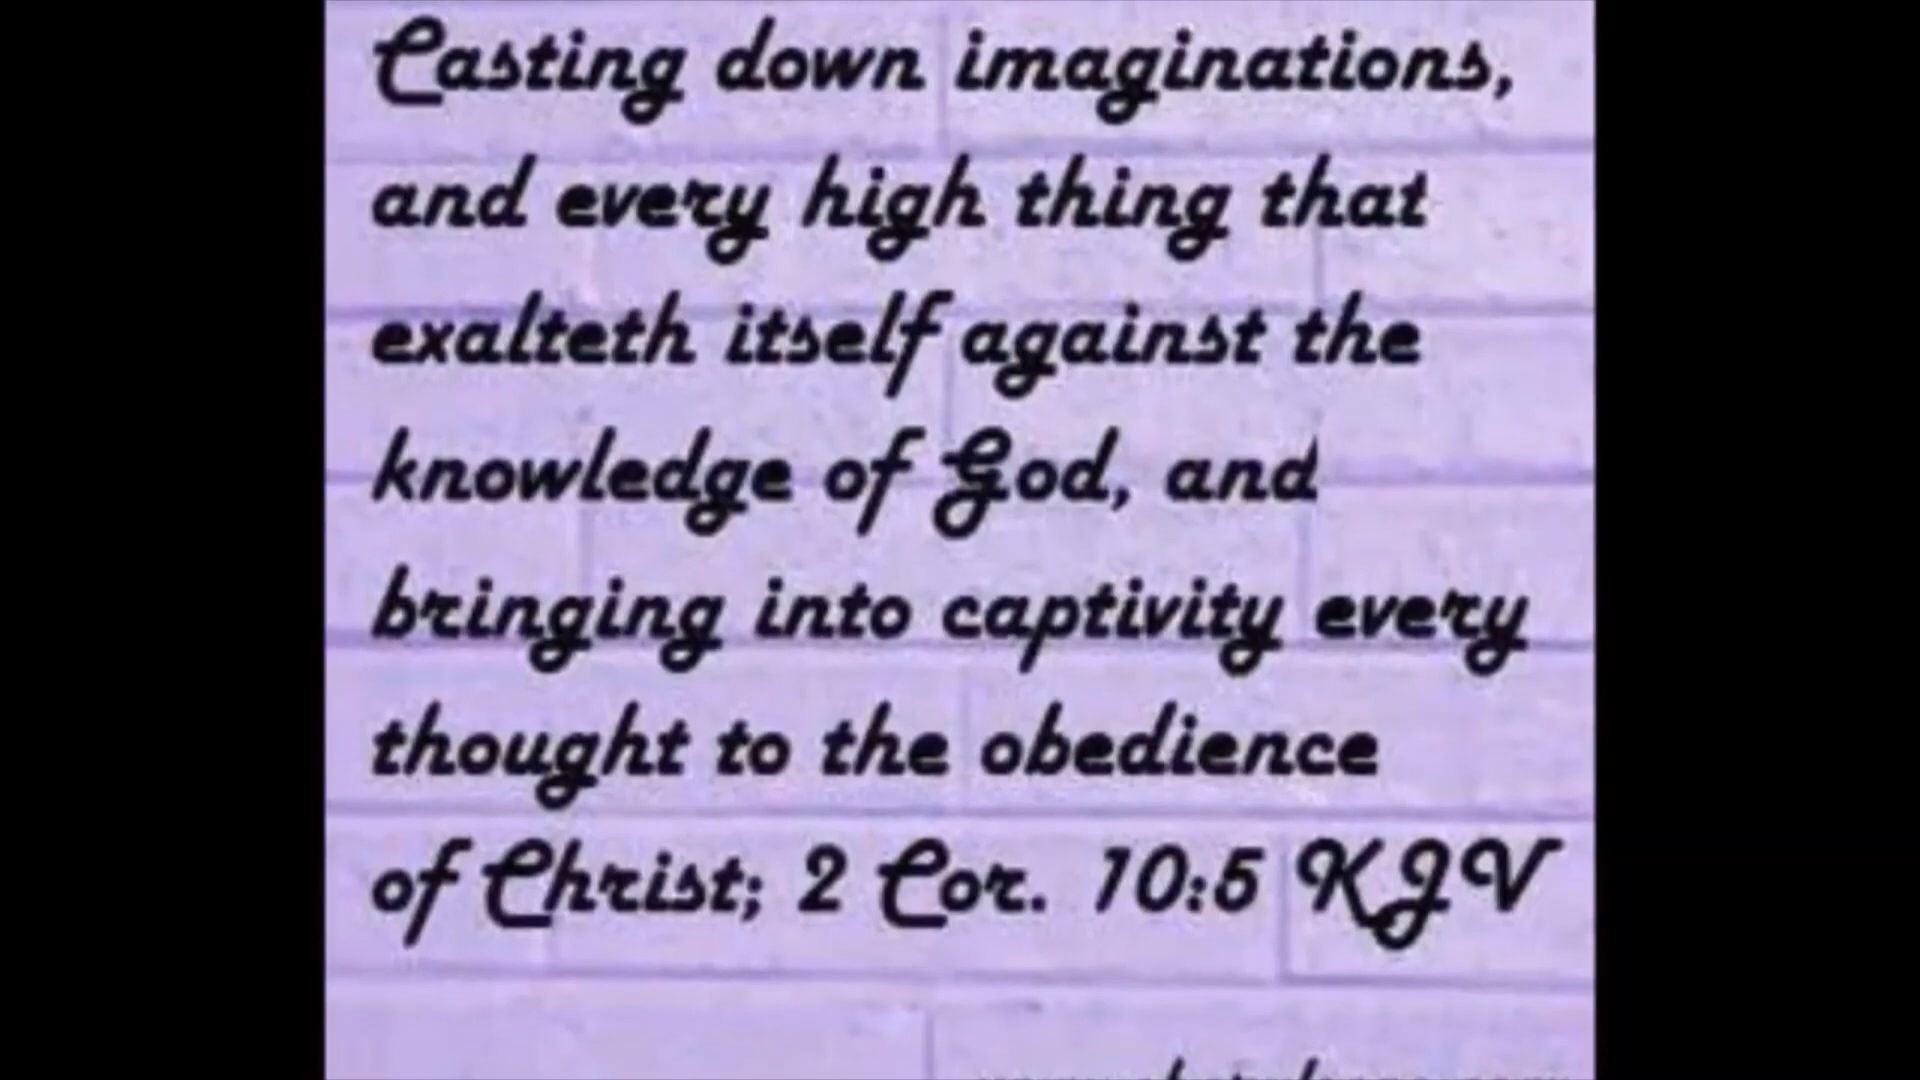 Casting down imaginations,
and every high thing that
exalteth itself against the
knowledge of God, and
bringing into captivity every
thought to the obedience
of Christ; 2 Cor. 10:5 KJV